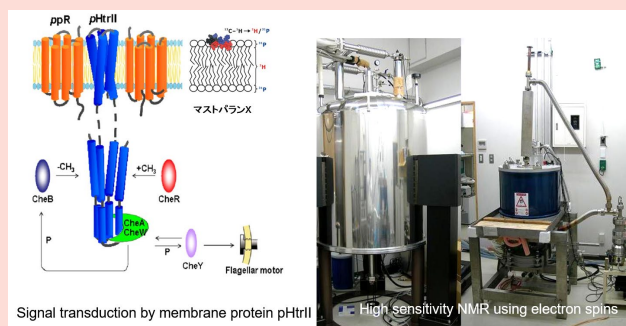 ppR
pHtrII
¹³C-¹H → ¹H/³¹P
³¹P
¹H
³¹P
マストパランX
-CH₃
+CH₃
CheB
CheR
CheA
CheW
P
P
CheY
Flagellar motor
Signal transduction by membrane protein pHtrII
High sensitivity NMR using electron spins